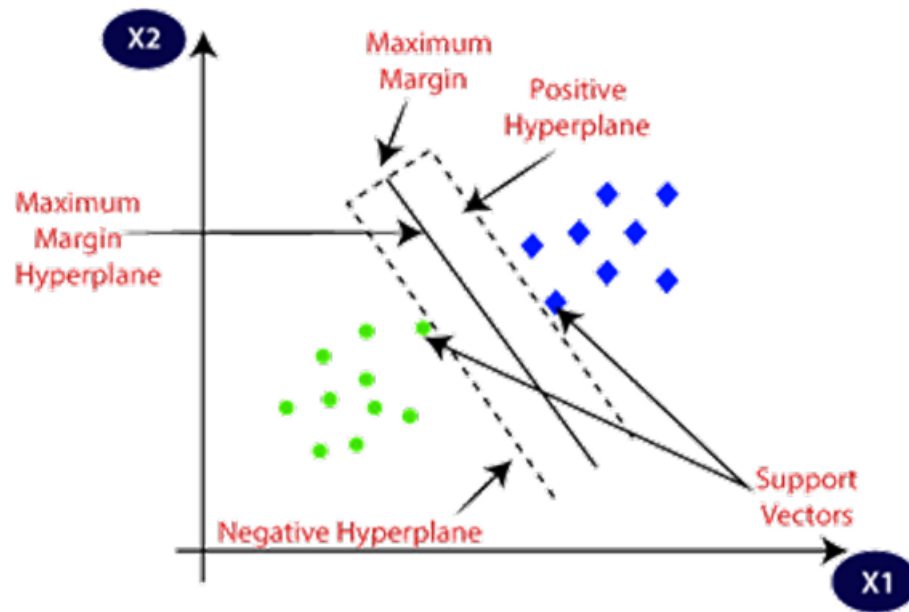 X2
Maximum
Margin
Positive
Hyperplane
Maximum
Margin
Hyperplane
Support
Vectors
Negative Hyperplane
X1